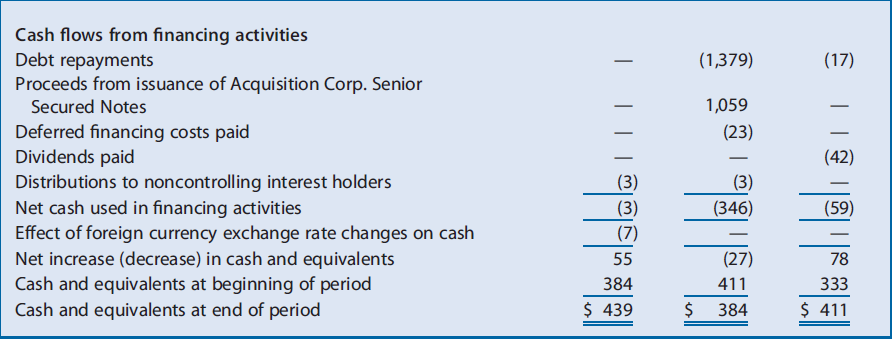 Cash flows from financing activities
Debt repayments — (1,379) (17)
Proceeds from issuance of Acquisition Corp. Senior
Secured Notes — 1,059 —
Deferred financing costs paid — (23) —
Dividends paid — — (42)
Distributions to noncontrolling interest holders (3) (3) —
Net cash used in financing activities (3) (346) (59)
Effect of foreign currency exchange rate changes on cash (7) — —
Net increase (decrease) in cash and equivalents 55 (27) 78
Cash and equivalents at beginning of period 384 411 333
Cash and equivalents at end of period $ 439 $ 384 $ 411